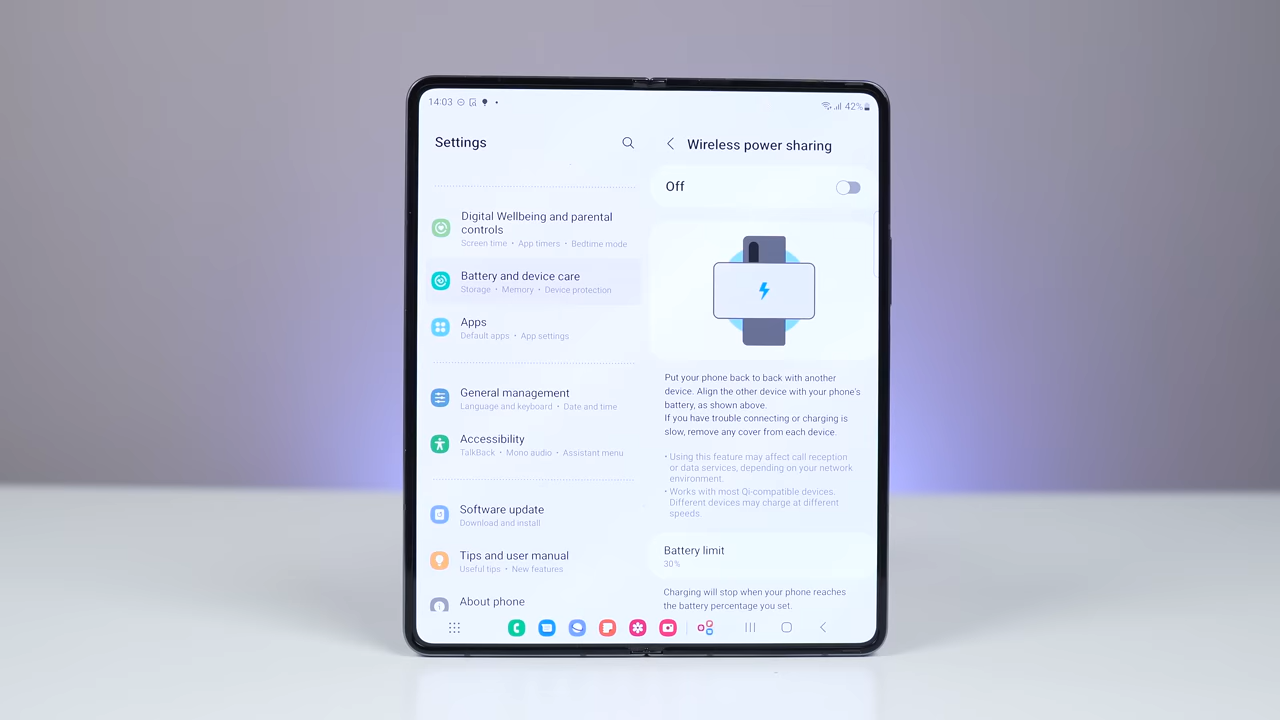 14:03
42%
Settings
Digital Wellbeing and parental
controls
Screen time • App timers • Bedtime mode
Battery and device care
Storage • Memory • Device protection
Apps
Default apps • App settings
General management
Language and keyboard • Date and time
Accessibility
TalkBack • Mono audio • Assistant menu
Software update
Download and install
Tips and user manual
Useful tips • New features
About phone
Wireless power sharing
Off
Put your phone back to back with another
device. Align the other device with your phone's
battery, as shown above.
If you have trouble connecting or charging is
slow, remove any cover from each device.
• Using this feature may affect call reception
or data services, depending on your network
environment.
• Works with most Qi-compatible devices.
Different devices may charge at different
speeds.
Battery limit
30%
Charging will stop when your phone reaches
the battery percentage you set.